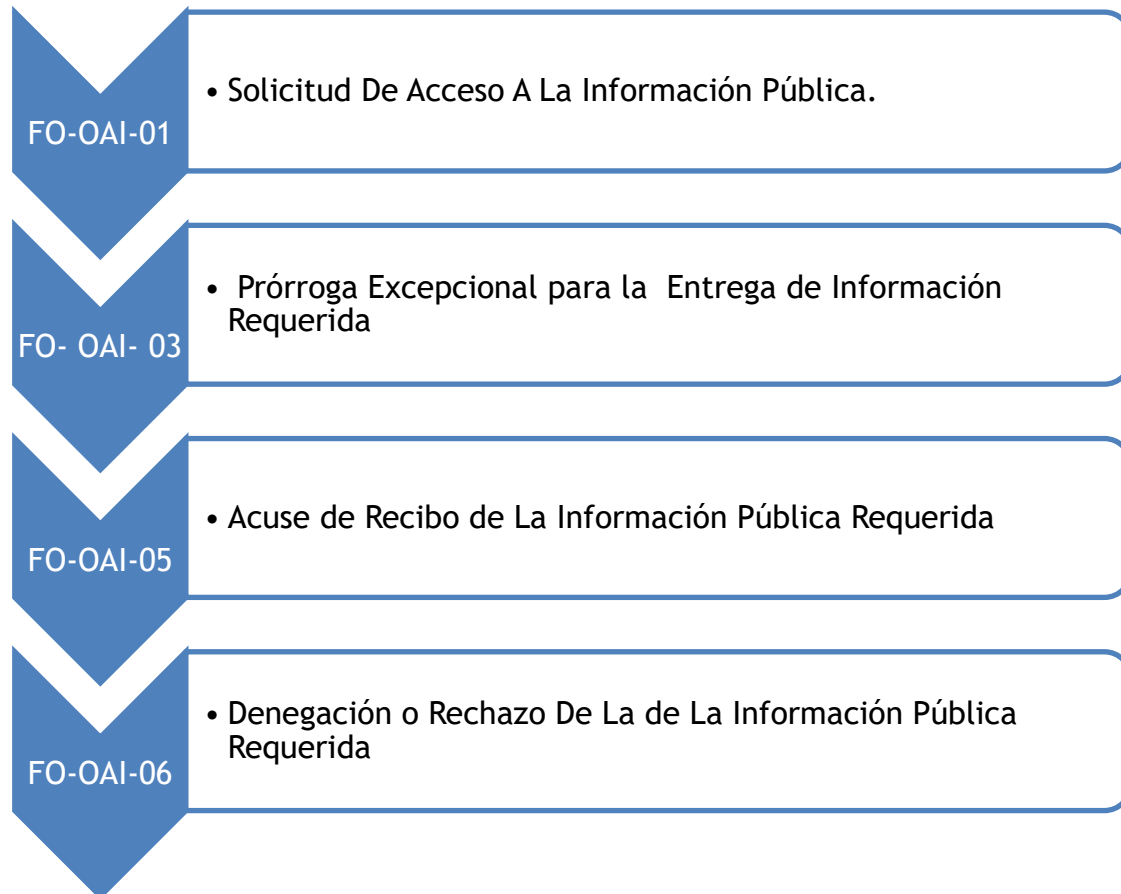 FO-OAI-01
• Solicitud De Acceso A La Información Pública.
FO- OAI- 03
• Prórroga Excepcional para la Entrega de Información
Requerida
FO-OAI-05
• Acuse de Recibo de La Información Pública Requerida
FO-OAI-06
• Denegación o Rechazo De La de La Información Pública
Requerida